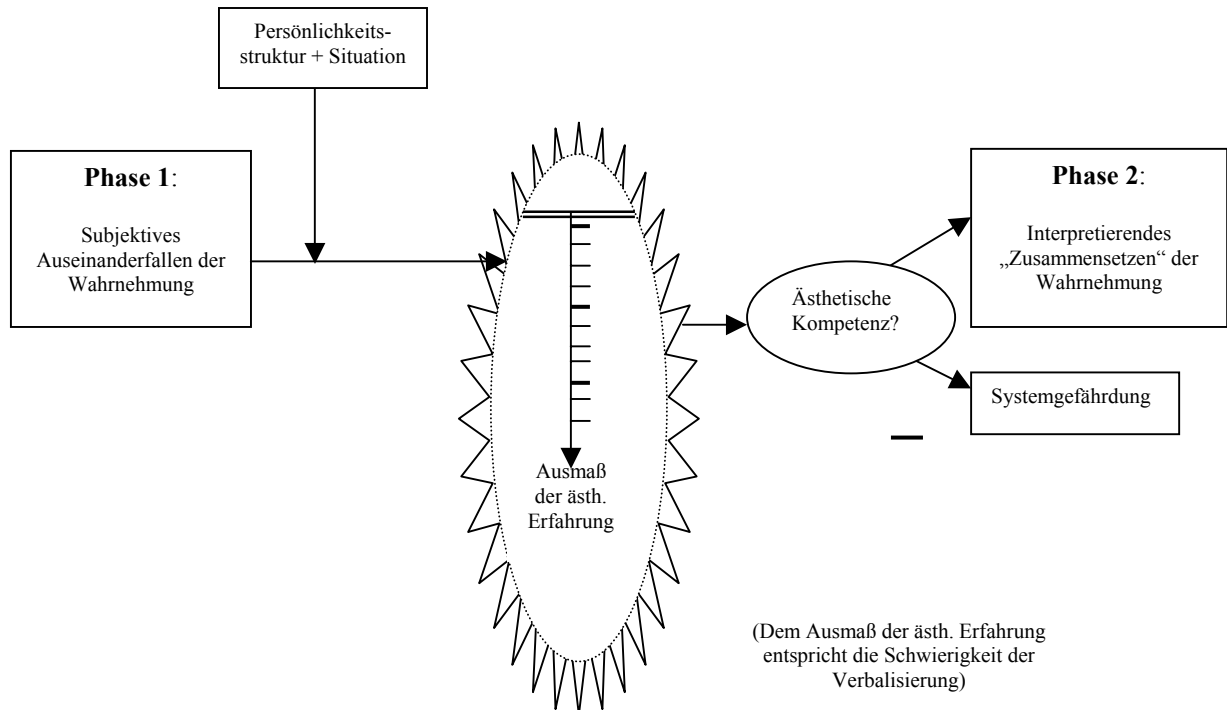 Persönlichkeits-
struktur + Situation
Phase 1:
Subjektives
Auseinanderfallen der
Wahrnehmung
Ausmaß
der ästh.
Erfahrung
Ästhetische
Kompetenz?
Phase 2:
Interpretierendes
„Zusammensetzen“ der
Wahrnehmung
Systemgefährdung
(Dem Ausmaß der ästh. Erfahrung
entspricht die Schwierigkeit der
Verbalisierung)